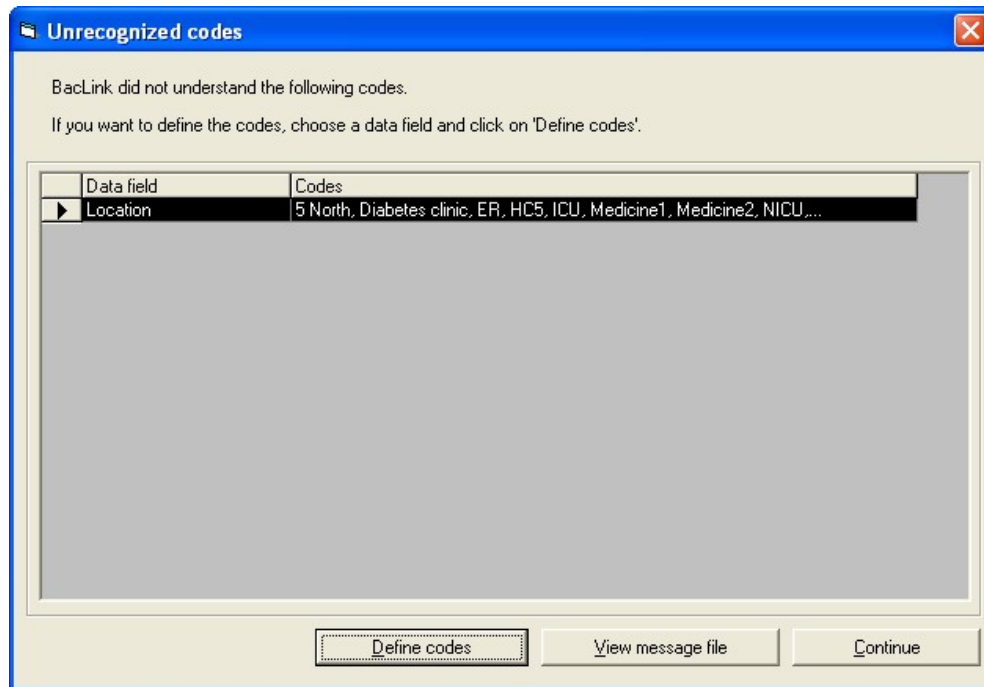 Unrecognized codes
BacLink did not understand the following codes.
If you want to define the codes, choose a data field and click on 'Define codes'.
Data field Codes
Location 5 North, Diabetes clinic, ER, HC5, ICU, Medicine1, Medicine2, NICU,...
Define codes View message file Continue